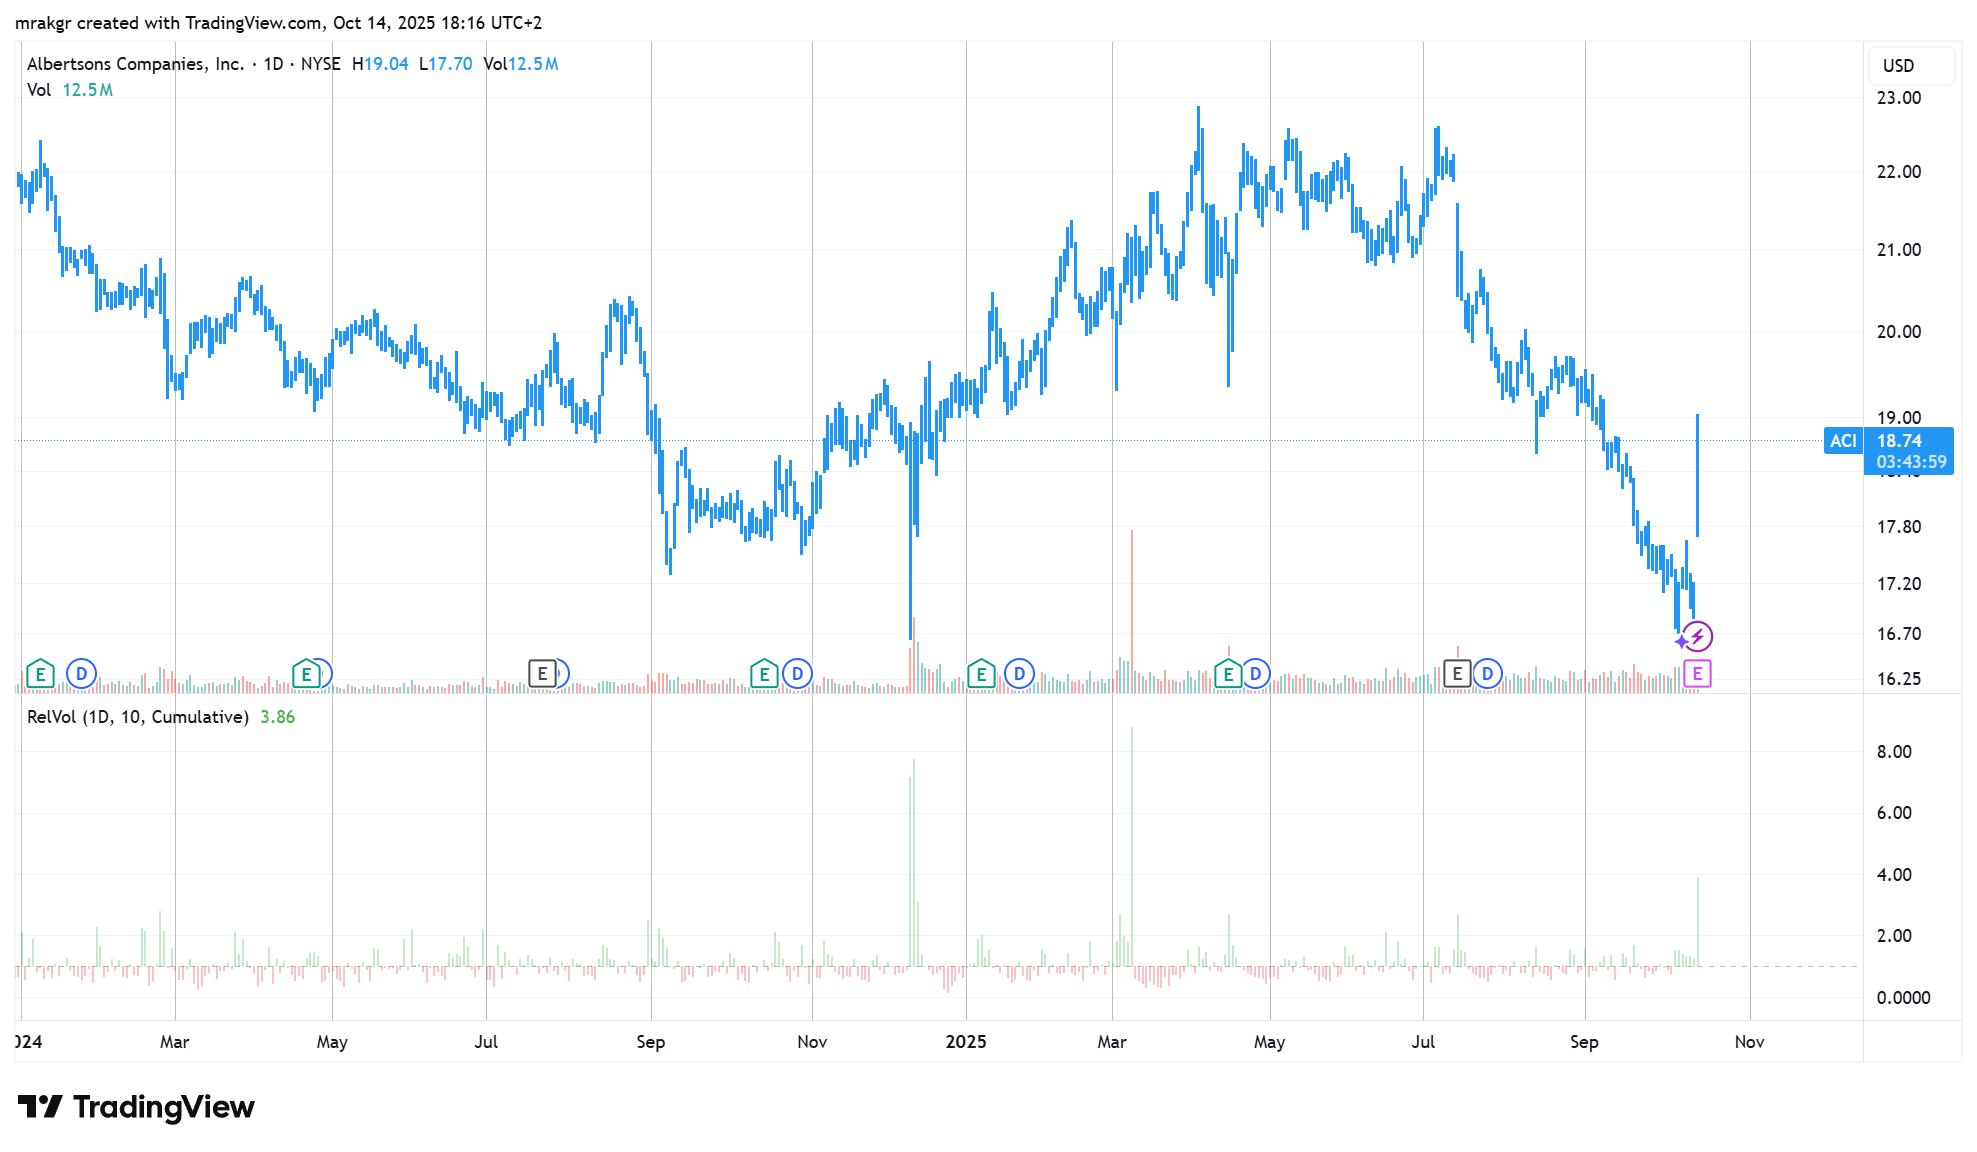 mrakgr created with TradingView.com, Oct 14, 2025 18:16 UTC+2
Albertsons Companies, Inc. · 1D · NYSE H19.04 L17.70 Vol12.5M
Vol 12.5M
USD
23.00
22.00
21.00
20.00
19.00
ACI 18.74
03:43:59
17.80
17.20
16.70
16.25
E D E D E D E D E D E D E D E
RelVol (1D, 10, Cumulative) 3.86
8.00
6.00
4.00
2.00
0.0000
2024 Mar May Jul Sep Nov 2025 Mar May Jul Sep Nov
TradingView